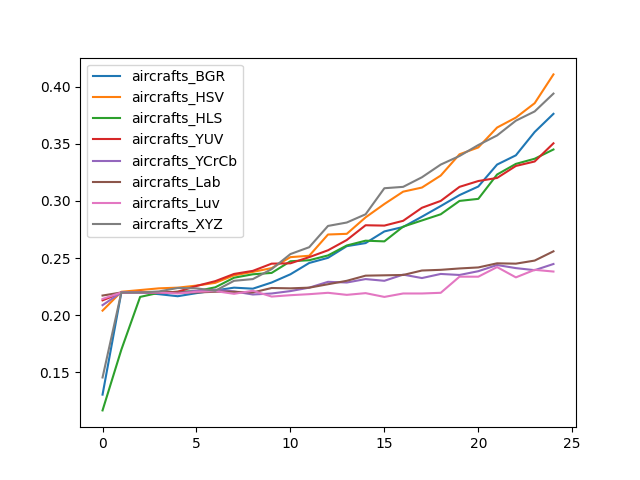 aircrafts_BGR
aircrafts_HSV
aircrafts_HLS
aircrafts_YUV
aircrafts_YCrCb
aircrafts_Lab
aircrafts_Luv
aircrafts_XYZ
0.40
0.35
0.30
0.25
0.20
0.15
0 5 10 15 20 25